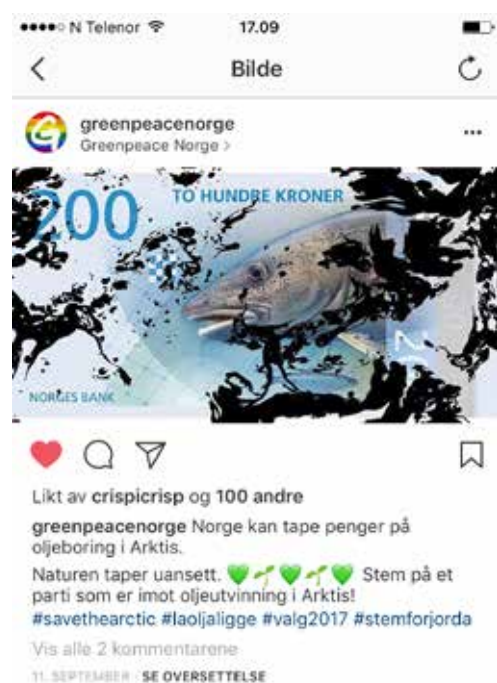 N Telenor 17.09
Bilde
greenpeacenorge
Greenpeace Norge >
200 TO HUNDRE KRONER
NORGES BANK
Likt av crispicrisp og 100 andre
greenpeacenorge Norge kan tape penger på
oljeboring i Arktis.
Naturen taper uansett. 💚🌱💚🌱💚 Stem på et
parti som er imot oljeutvinning i Arktis!
#savethearctic #laoljaligge #valg2017 #stemforjorda
Vis alle 2 kommentarene
11. SEPTEMBER · SE OVERSETTELSE